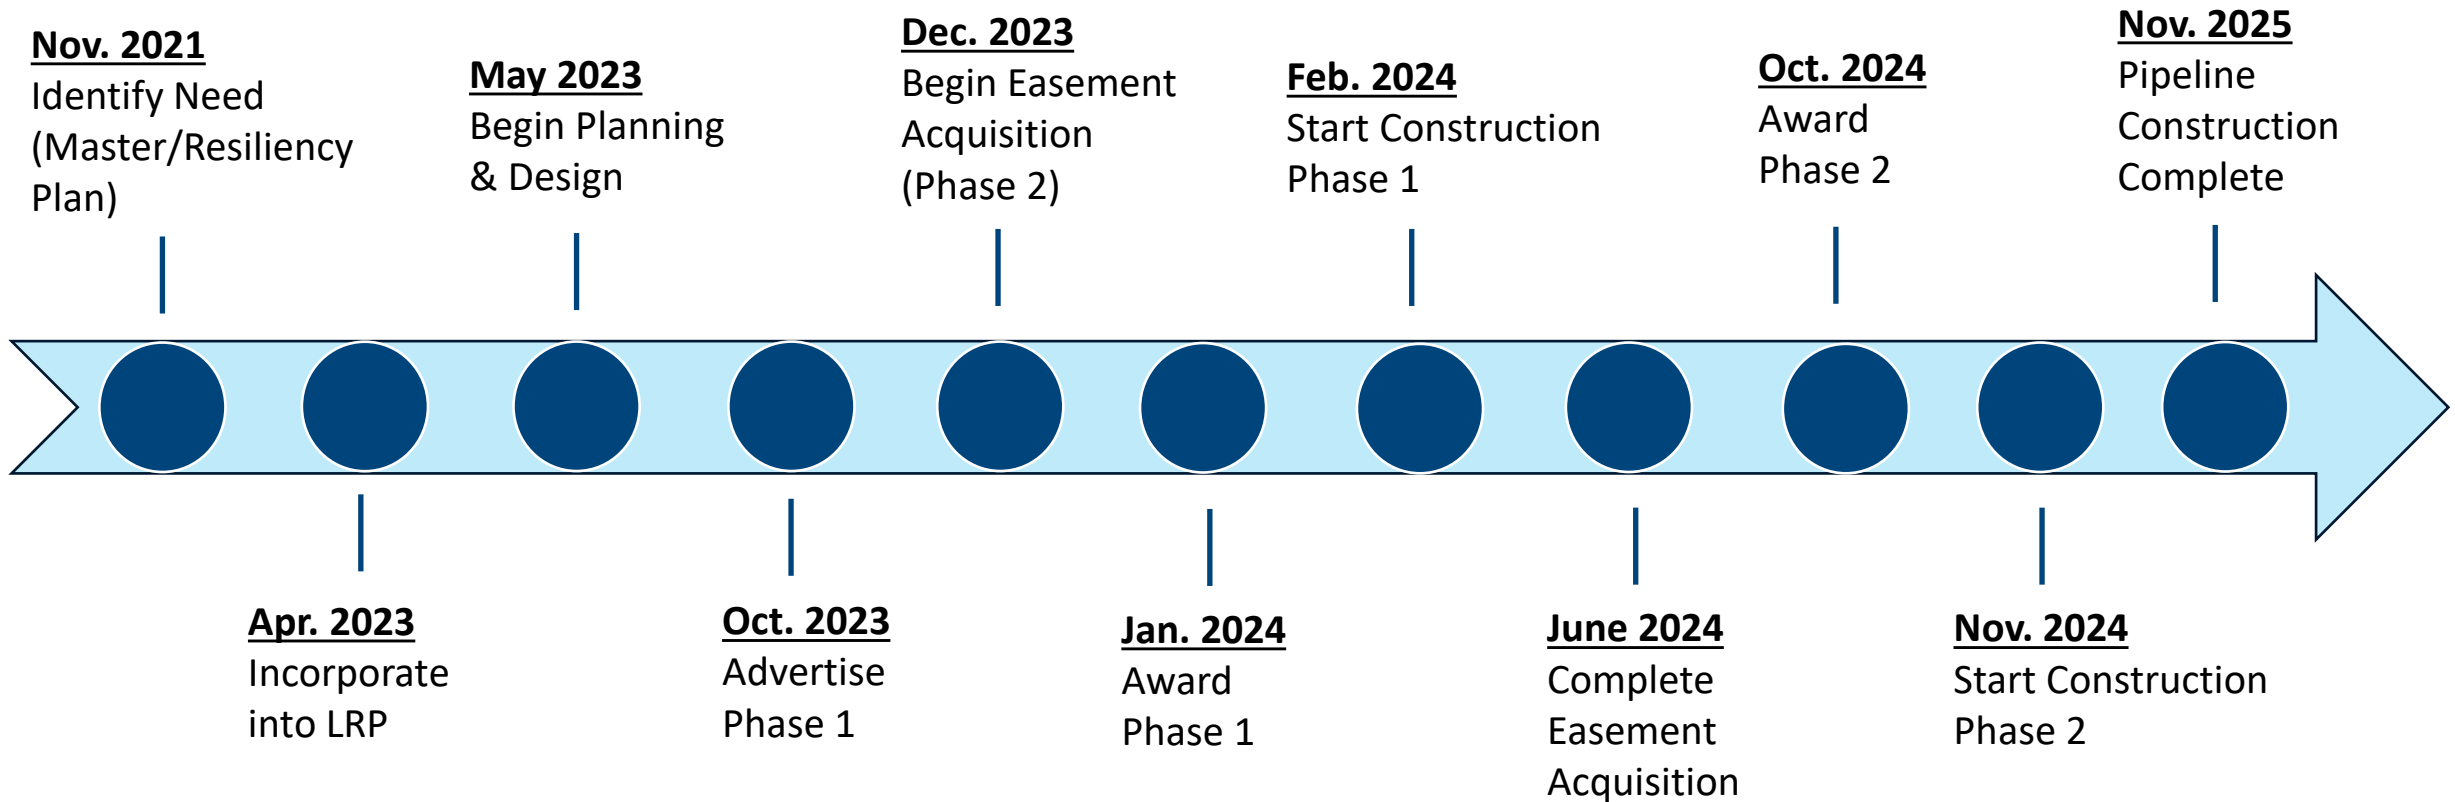 Nov. 2021
Identify Need
(Master/Resiliency
Plan)
Apr. 2023
Incorporate
into LRP
May 2023
Begin Planning
& Design
Oct. 2023
Advertise
Phase 1
Dec. 2023
Begin Easement
Acquisition
(Phase 2)
Jan. 2024
Award
Phase 1
Feb. 2024
Start Construction
Phase 1
June 2024
Complete
Easement
Acquisition
Oct. 2024
Award
Phase 2
Nov. 2024
Start Construction
Phase 2
Nov. 2025
Pipeline
Construction
Complete